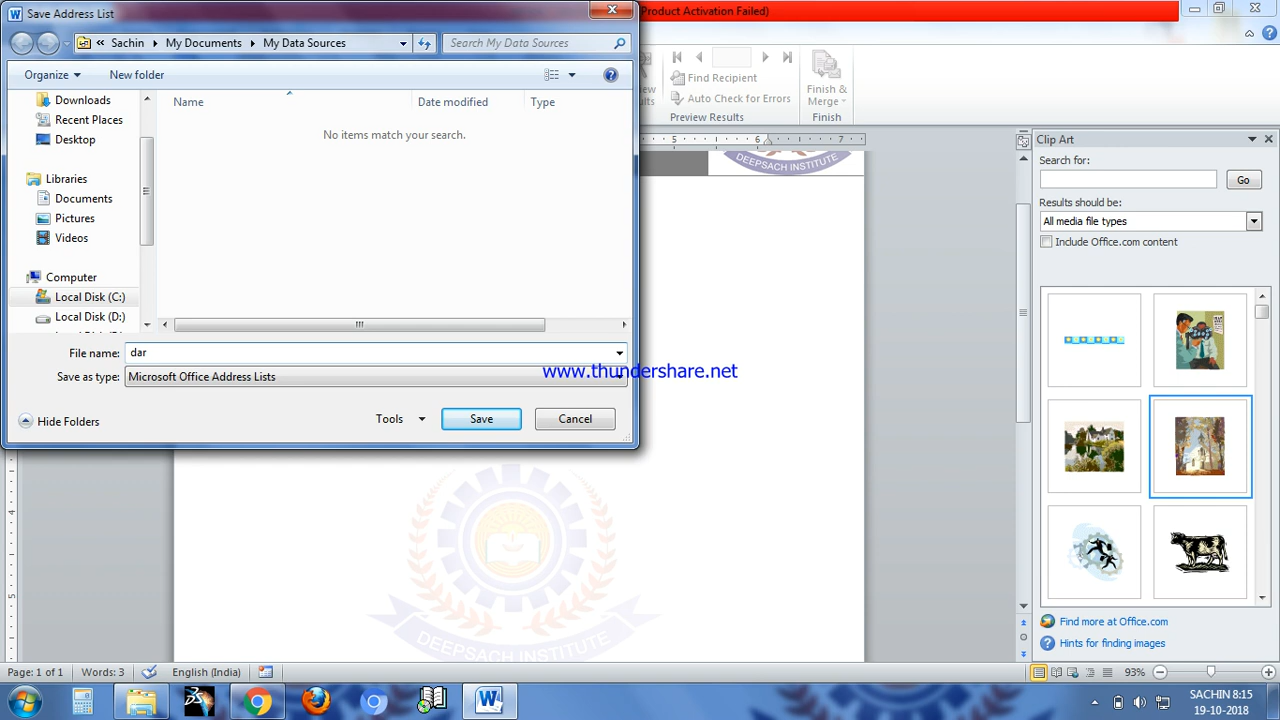 Save Address List
Product Activation Failed)
« Sachin My Documents My Data Sources
Search My Data Sources
Organize
New folder
Name
Date modified
Type
No items match your search.
Downloads
Recent Places
Desktop
Libraries
Documents
Pictures
Videos
Computer
Local Disk (C:)
Local Disk (D:)
File name: dar
Save as type: Microsoft Office Address Lists
Hide Folders
Tools
Save
Cancel
www.thundershare.net
Find Recipient
Auto Check for Errors
Preview Results
Finish &
Merge
Finish
5 6 7
DEEPSACH INSTITUTE
DEEPSACH INSTITUTE
4
5
Clip Art
Search for:
Go
Results should be:
All media file types
Include Office.com content
Find more at Office.com
Hints for finding images
Page: 1 of 1
Words: 3
English (India)
93%
SACHIN 8:15
19-10-2018